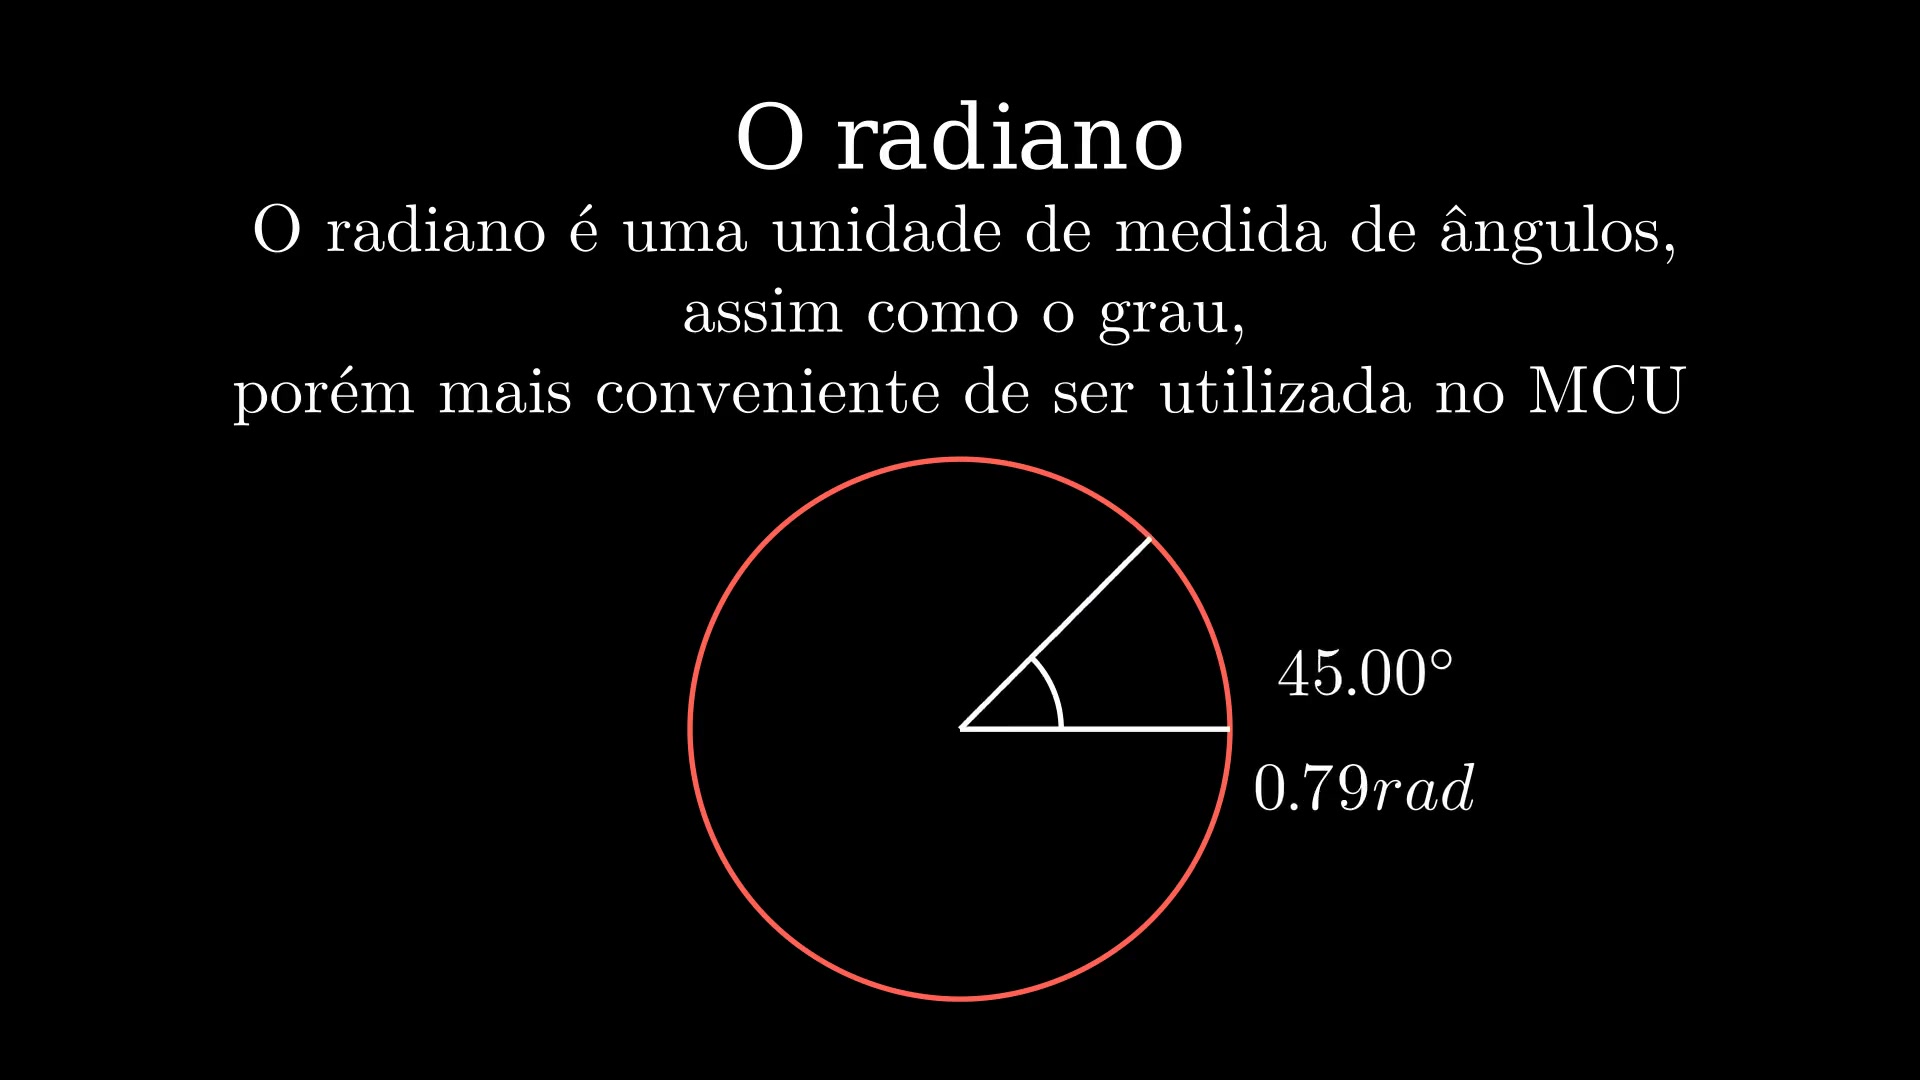 O radiano
O radiano é uma unidade de medida de ângulos,
assim como o grau,
porém mais conveniente de ser utilizada no MCU
45.00°
0.79rad